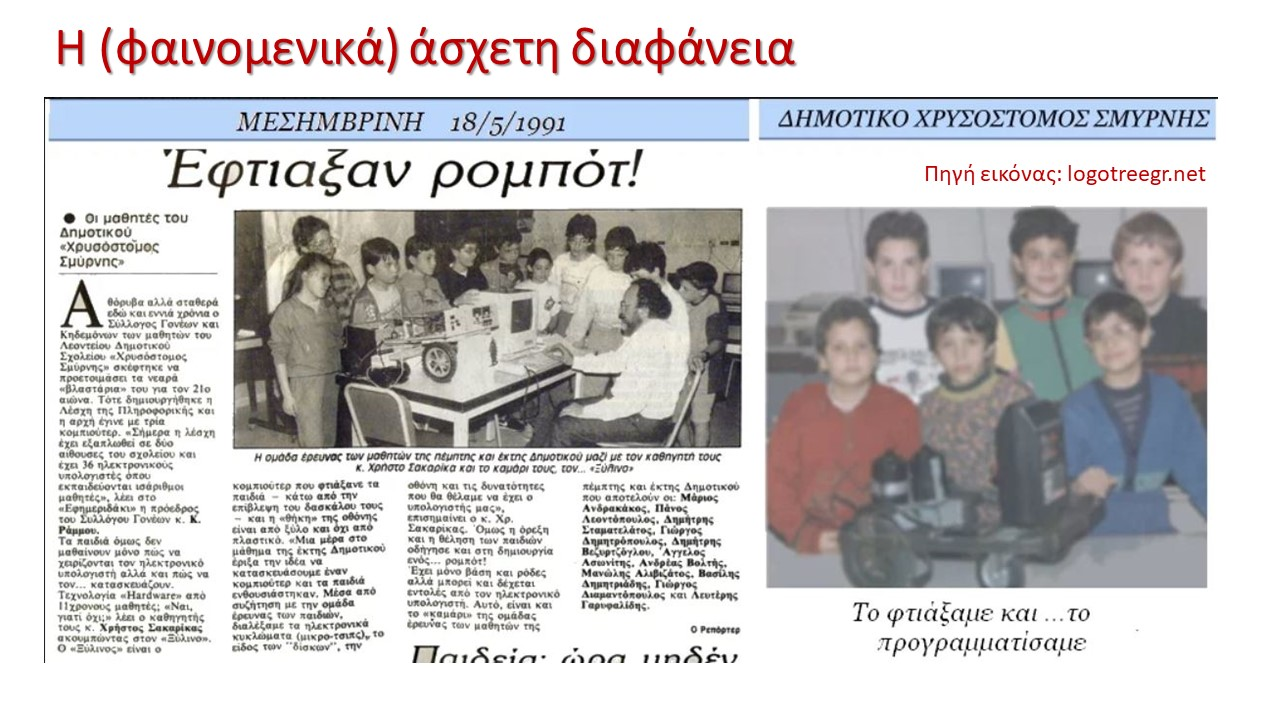 Η (φαινομενικά) άσχετη διαφάνεια
ΜΕΣΗΜΒΡΙΝΗ 18/5/1991
ΔΗΜΟΤΙΚΟ ΧΡΥΣΟΣΤΟΜΟΣ ΣΜΥΡΝΗΣ
Έφτιαξαν ρομπότ!
Πηγή εικόνας: logotreegr.net
● Οι μαθητές του
Δημοτικού
«Χρυσόστομος
Σμύρνης»
Αθόρυβα αλλά σταθερά
εδώ και εννιά χρόνια ο
Σύλλογος Γονέων και
Κηδεμόνων των μαθητών του
Λεοντείου Δημοτικού
Σχολείου «Χρυσόστομος
Σμύρνης» σκέφτηκε να
προετοιμάσει τα νεαρά
«βλαστάρια» του για τον 21ο
αιώνα. Τότε δημιουργήθηκε η
Λέσχη της Πληροφορικής και
η αρχή έγινε με τρία
κομπιούτερ. «Σήμερα η λέσχη
έχει εξαπλωθεί σε δύο
αίθουσες του σχολείου και
έχει 36 ηλεκτρονικούς
υπολογιστές όπου
εκπαιδεύονται ισάριθμοι
μαθητές», λέει στο
«Εφημεριδάκι» η πρόεδρος
του Συλλόγου Γονέων κ. Κ.
Ράμμου.
Τα παιδιά όμως δεν
μαθαίνουν μόνο πώς να
χειρίζονται τον ηλεκτρονικό
υπολογιστή αλλά και πώς να
τον... κατασκευάζουν.
Τεχνολογία «Hardware» από
11χρονους μαθητές; «Ναι,
γιατί όχι;» λέει ο καθηγητής
τους κ. Χρήστος Σακαρίκας
ακουμπώντας στον «Ξύλινο».
Ο «Ξύλινος» είναι ο
Η ομάδα έρευνας των μαθητών της πέμπτης και έκτης Δημοτικού μαζί με τον καθηγητή τους
κ. Χρήστο Σακαρίκα και το καμάρι τους, τον... «Ξύλινο»
κομπιούτερ που φτιάξανε τα
παιδιά – κάτω από την
επίβλεψη του δασκάλου τους
– και η «θήκη» της οθόνης
είναι από ξύλο και όχι από
πλαστικό. «Μια μέρα στο
μάθημα της έκτης Δημοτικού
έριξα την ιδέα να
κατασκευάσουμε έναν
κομπιούτερ και τα παιδιά
ενθουσιάστηκαν. Μέσα από
συζήτηση με την ομάδα
έρευνας των παιδιών,
διαλέξαμε τα ηλεκτρονικά
κυκλώματα (μικρο-τσιπς), το
είδος των "δίσκων", την
οθόνη και τις δυνατότητες
που θα θέλαμε να έχει ο
υπολογιστής μας»,
επισημαίνει ο κ. Χρ.
Σακαρίκας. Όμως η όρεξη
και η θέληση των παιδιών
οδήγησε και στη δημιουργία
ενός... ρομπότ!
Έχει μόνο βάση και ρόδες
αλλά μπορεί και δέχεται
εντολές από τον ηλεκτρονικό
υπολογιστή. Αυτό, είναι και
το «καμάρι» της ομάδας
έρευνας των μαθητών της
πέμπτης και έκτης Δημοτικού
που αποτελούν οι: Μάριος
Ανδρακάκος, Πάνος
Λεοντόπουλος, Δημήτρης
Σταματελάτος, Γιώργος
Δημητρόπουλος, Δημήτρης
Βεζυρτζόγλου, Άγγελος
Ασωνίτης, Ανδρέας Βολτής,
Μανώλης Αλιβιζάτος, Βασίλης
Δημητριάδης, Γιώργος
Διαμαντόπουλος και Λευτέρης
Γαρυφαλίδης.
Ο Ρεπόρτερ
Παιδεία: ώρα μηδέν
Το φτιάξαμε και ...το
προγραμματίσαμε